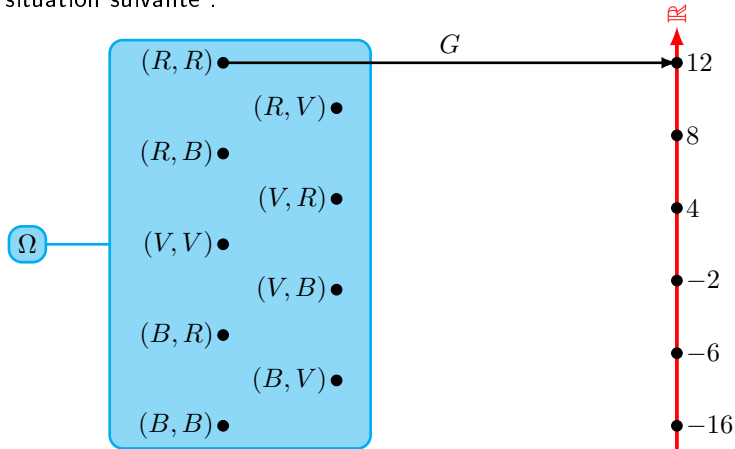 situation suivante :
ℝ
G
(R, R)
12
(R, V)
8
(R, B)
(V, R)
4
Ω
(V, V)
−2
(V, B)
(B, R)
−6
(B, V)
(B, B)
−16